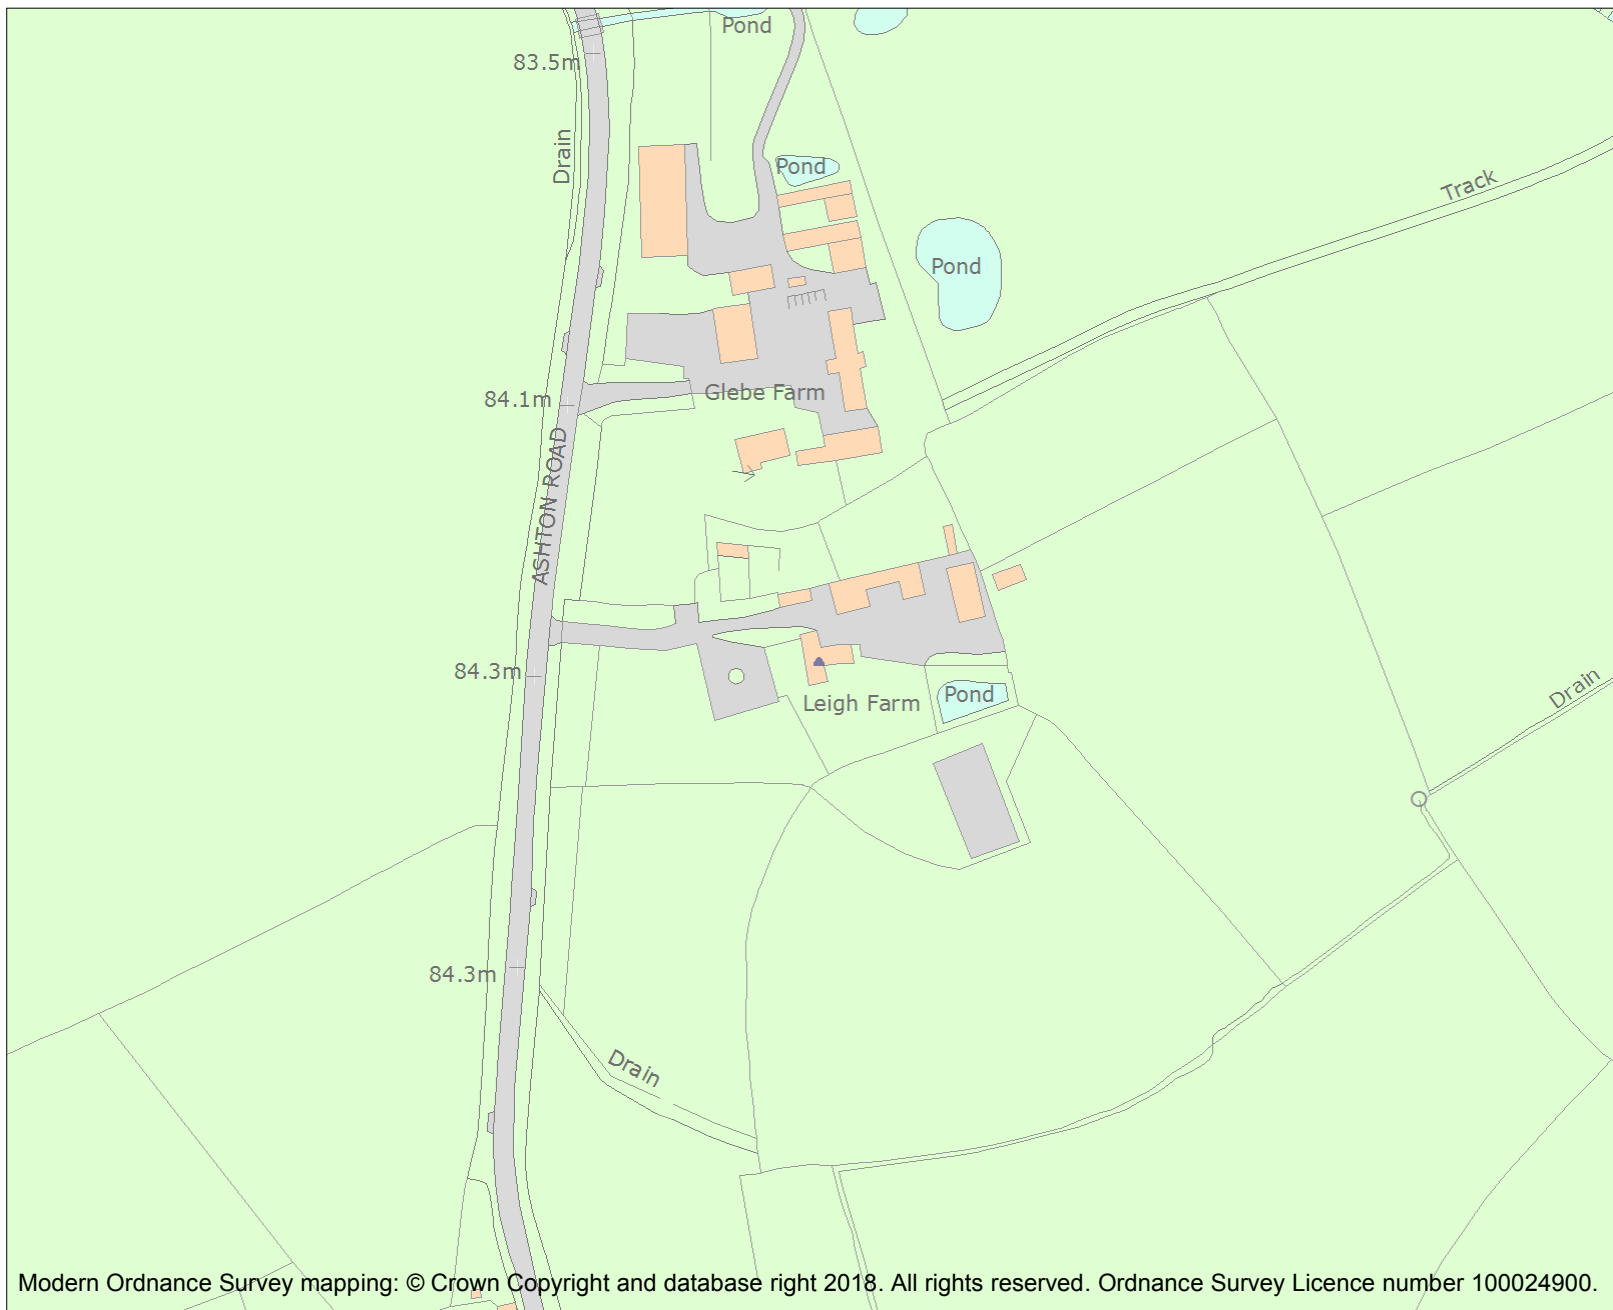 Pond
83.5m
Drain
Pond
Track
Pond
Glebe Farm
84.1m
ASHTON ROAD
84.3m
Leigh Farm
Pond
Drain
84.3m
Drain
Modern Ordnance Survey mapping: © Crown Copyright and database right 2018. All rights reserved. Ordnance Survey Licence number 100024900.